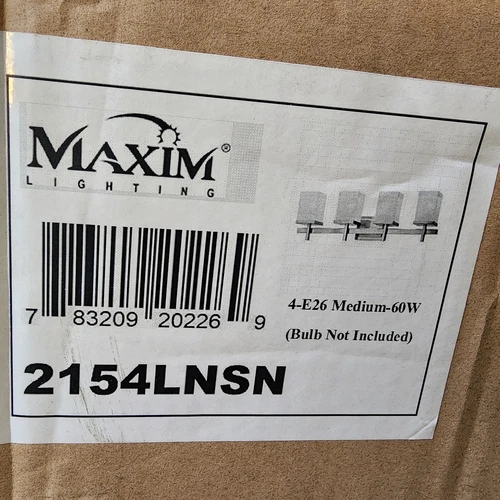 MAXIM®
LIGHTING
7 83209 20226 9
4-E26 Medium-60W
(Bulb Not Included)
2154LNSN